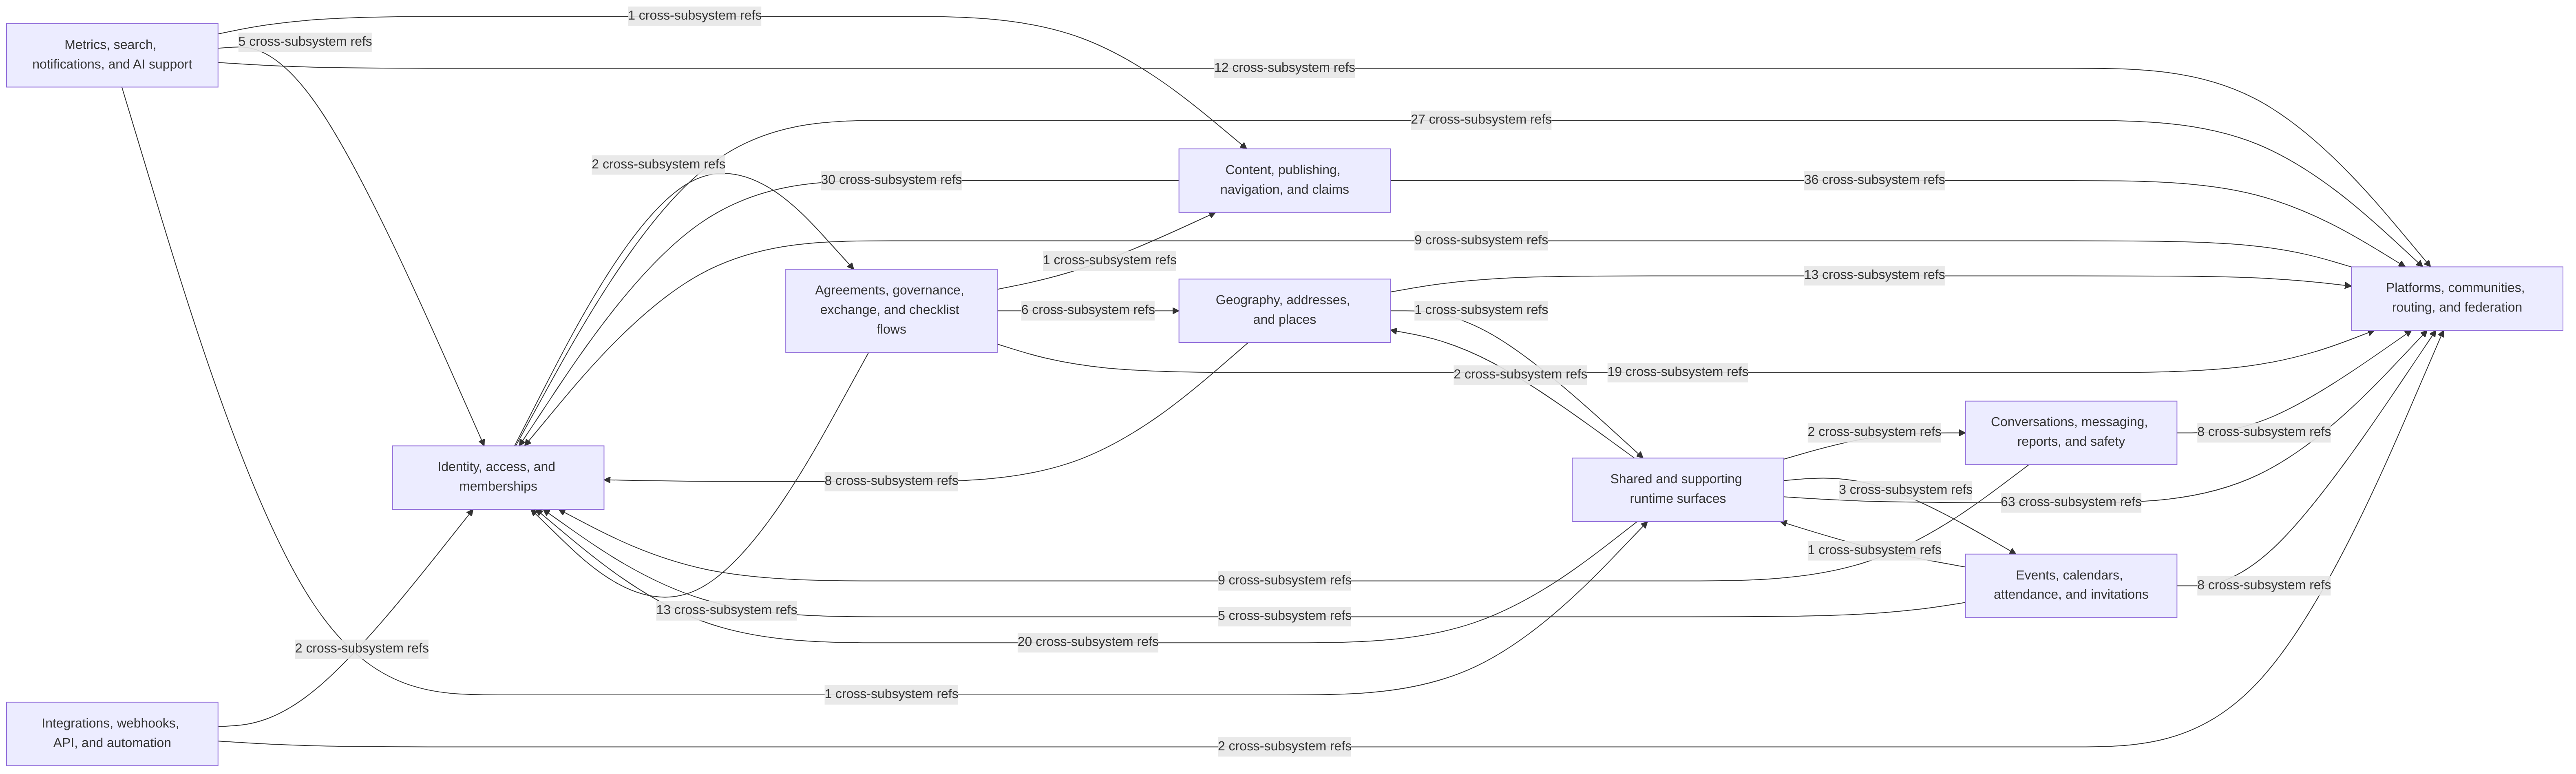 1 cross-subsystem refs
Metrics, search,
notifications, and AI support
5 cross-subsystem refs
12 cross-subsystem refs
27 cross-subsystem refs
2 cross-subsystem refs
Content, publishing,
navigation, and claims
30 cross-subsystem refs
36 cross-subsystem refs
9 cross-subsystem refs
1 cross-subsystem refs
Agreements, governance,
exchange, and checklist
flows
6 cross-subsystem refs
Geography, addresses,
and places
13 cross-subsystem refs
1 cross-subsystem refs
Platforms, communities,
routing, and federation
2 cross-subsystem refs
19 cross-subsystem refs
Identity, access, and
memberships
8 cross-subsystem refs
Shared and supporting
runtime surfaces
2 cross-subsystem refs
Conversations, messaging,
reports, and safety
8 cross-subsystem refs
3 cross-subsystem refs
63 cross-subsystem refs
1 cross-subsystem refs
Events, calendars,
attendance, and invitations
8 cross-subsystem refs
9 cross-subsystem refs
13 cross-subsystem refs
5 cross-subsystem refs
20 cross-subsystem refs
2 cross-subsystem refs
1 cross-subsystem refs
Integrations, webhooks,
API, and automation
2 cross-subsystem refs